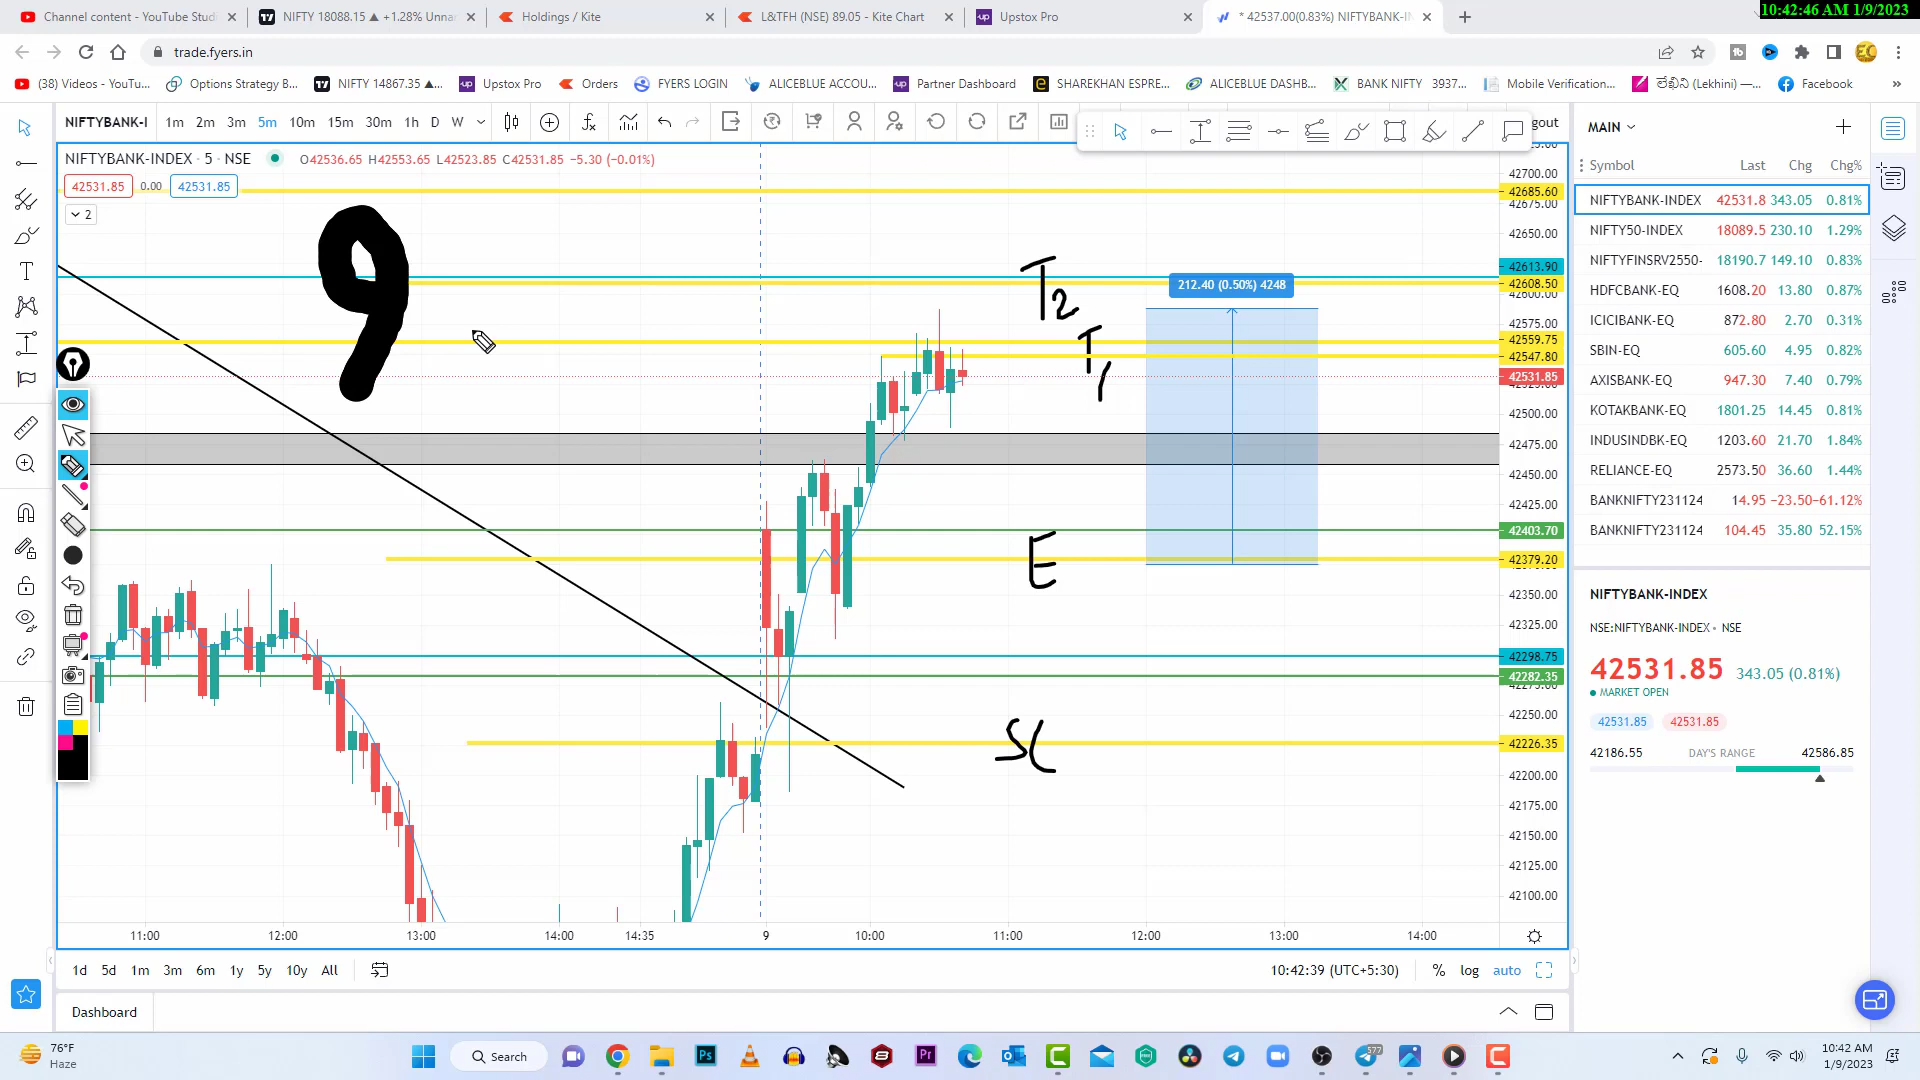 Channel content - YouTube Studi
NIFTY 18088.15 ▲ +1.28% Unnar
Holdings / Kite
L&TFH (NSE) 89.05 - Kite Chart
Upstox Pro
* 42537.00(0.83%) NIFTYBANK-IN
10:42:46 AM 1/9/2023
trade.fyers.in
(38) Videos - YouTu...
Options Strategy B...
NIFTY 14867.35 ▲...
Upstox Pro
Orders
FYERS LOGIN
ALICEBLUE ACCOU...
Partner Dashboard
SHAREKHAN ESPRE...
ALICEBLUE DASHB...
BANK NIFTY 3937...
Mobile Verification...
లేఖిని (Lekhini) —...
Facebook
NIFTYBANK-I 1m 2m 3m 5m 10m 15m 30m 1h D W
gout
NIFTYBANK-INDEX · 5 · NSE O42536.65 H42553.65 L42523.85 C42531.85 −5.30 (−0.01%)
42531.85 0.00 42531.85
2
9
T2
T1
E
SL
212.40 (0.50%) 4248
42700.00
42685.60
42675.00
42650.00
42613.90
42608.50
42600.00
42575.00
42559.75
42547.80
42531.85
42500.00
42475.00
42450.00
42425.00
42403.70
42379.20
42350.00
42325.00
42298.75
42282.35
42250.00
42226.35
42200.00
42175.00
42150.00
42125.00
42100.00
11:00 12:00 13:00 14:00 14:35 9 10:00 11:00 12:00 13:00 14:00
1d 5d 1m 3m 6m 1y 5y 10y All
10:42:39 (UTC+5:30) % log auto
Dashboard
MAIN
Symbol Last Chg Chg%
NIFTYBANK-INDEX 42531.8 343.05 0.81%
NIFTY50-INDEX 18089.5 230.10 1.29%
NIFTYFINSRV2550- 18190.7 149.10 0.83%
HDFCBANK-EQ 1608.20 13.80 0.87%
ICICIBANK-EQ 872.80 2.70 0.31%
SBIN-EQ 605.60 4.95 0.82%
AXISBANK-EQ 947.30 7.40 0.79%
KOTAKBANK-EQ 1801.25 14.45 0.81%
INDUSINDBK-EQ 1203.60 21.70 1.84%
RELIANCE-EQ 2573.50 36.60 1.44%
BANKNIFTY231124 14.95 −23.50 −61.12%
BANKNIFTY231124 104.45 35.80 52.15%
NIFTYBANK-INDEX
NSE:NIFTYBANK-INDEX • NSE
42531.85 343.05 (0.81%)
MARKET OPEN
42531.85 42531.85
42186.55 DAY'S RANGE 42586.85
76°F
Haze
Search
577
10:42 AM
1/9/2023